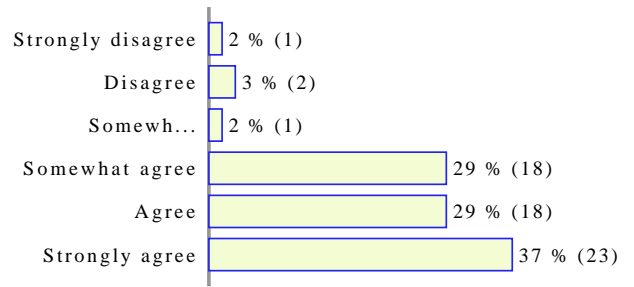 Strongly disagree 2 % (1)
Disagree 3 % (2)
Somewh... 2 % (1)
Somewhat agree 29 % (18)
Agree 29 % (18)
Strongly agree 37 % (23)